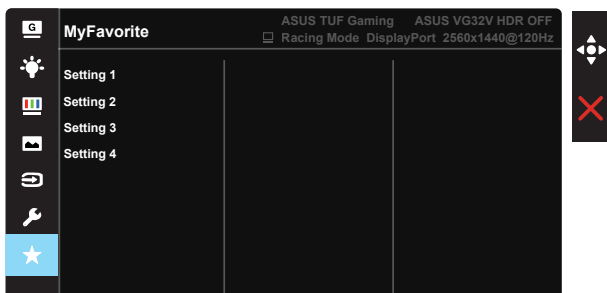 G
MyFavorite
ASUS TUF Gaming ASUS VG32V HDR OFF
Racing Mode DisplayPort 2560x1440@120Hz
Setting 1
Setting 2
Setting 3
Setting 4